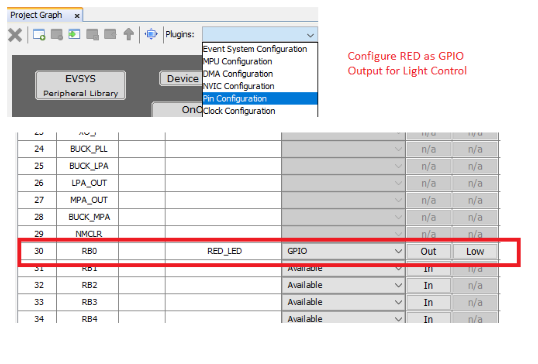 Project Graph
Plugins:
Event System Configuration
MPU Configuration
DMA Configuration
NVIC Configuration
Pin Configuration
Clock Configuration
Configure RED as GPIO
Output for Light Control
EVSYS
Peripheral Library
Device
OnO
24 BUCK_PLL n/a n/a
25 BUCK_LPA n/a n/a
26 LPA_OUT n/a n/a
27 MPA_OUT n/a n/a
28 BUCK_MPA n/a n/a
29 NMCLR n/a n/a
30 RB0 RED_LED GPIO Out Low
31 RB1 Available In n/a
32 RB2 Available In n/a
33 RB3 Available In n/a
34 RB4 Available In n/a